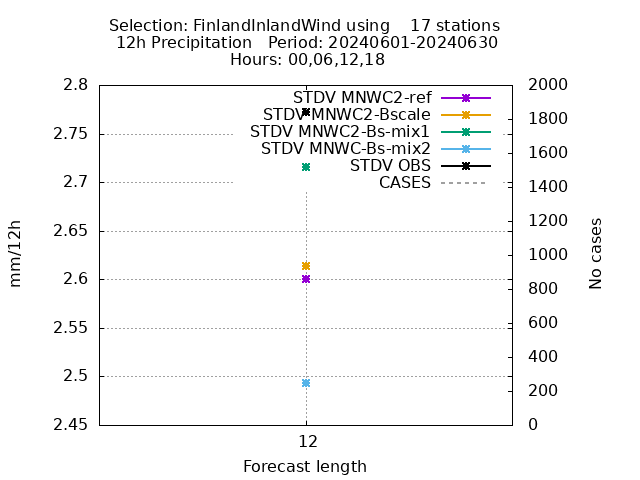 Selection: FinlandInlandWind using    17 stations
12h Precipitation   Period: 20240601-20240630
Hours: 00,06,12,18
2.8
2.75
2.7
2.65
2.6
2.55
2.5
2.45
mm/12h
2000
1800
1600
1400
1200
1000
800
600
400
200
0
No cases
STDV MNWC2-ref
STDV MNWC2-Bscale
STDV MNWC2-Bs-mix1
STDV MNWC-Bs-mix2
STDV OBS
CASES
12
Forecast length